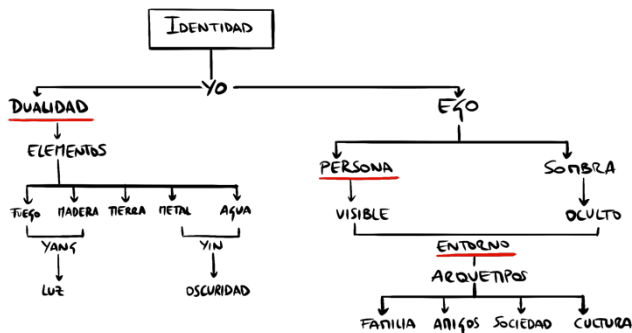 IDENTIDAD
YO
DUALIDAD
EGO
ELEMENTOS
PERSONA
SOMBRA
FUEGO MADERA TIERRA METAL AGUA
VISIBLE
OCULTO
YANG
YIN
ENTORNO
ARQUETIPOS
LUZ
OSCURIDAD
FAMILIA AMIGOS SOCIEDAD CULTURA